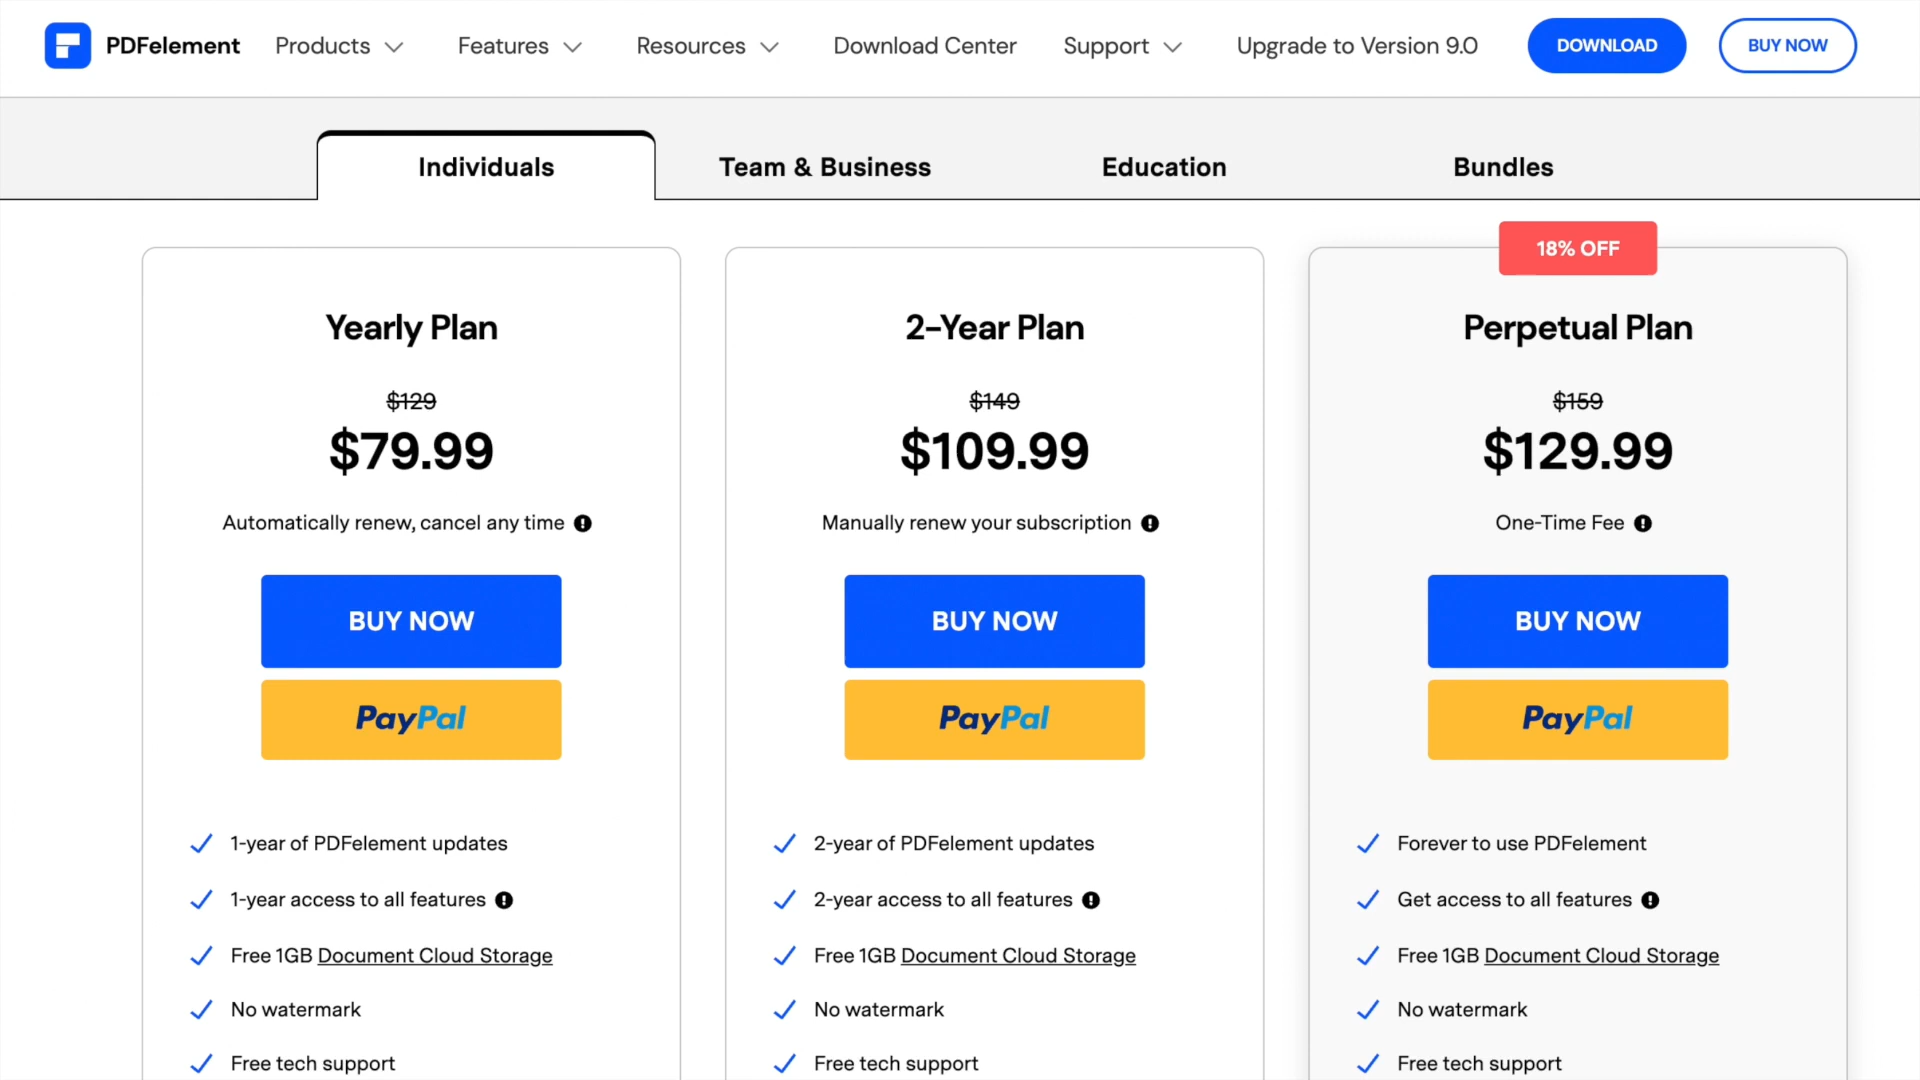 PDFelement Products Features Resources Download Center Support Upgrade to Version 9.0 DOWNLOAD BUY NOW
Individuals Team & Business Education Bundles
Yearly Plan
$129
$79.99
Automatically renew, cancel any time
BUY NOW
PayPal
1-year of PDFelement updates
1-year access to all features
Free 1GB Document Cloud Storage
No watermark
Free tech support
2-Year Plan
$149
$109.99
Manually renew your subscription
BUY NOW
PayPal
2-year of PDFelement updates
2-year access to all features
Free 1GB Document Cloud Storage
No watermark
Free tech support
18% OFF
Perpetual Plan
$159
$129.99
One-Time Fee
BUY NOW
PayPal
Forever to use PDFelement
Get access to all features
Free 1GB Document Cloud Storage
No watermark
Free tech support